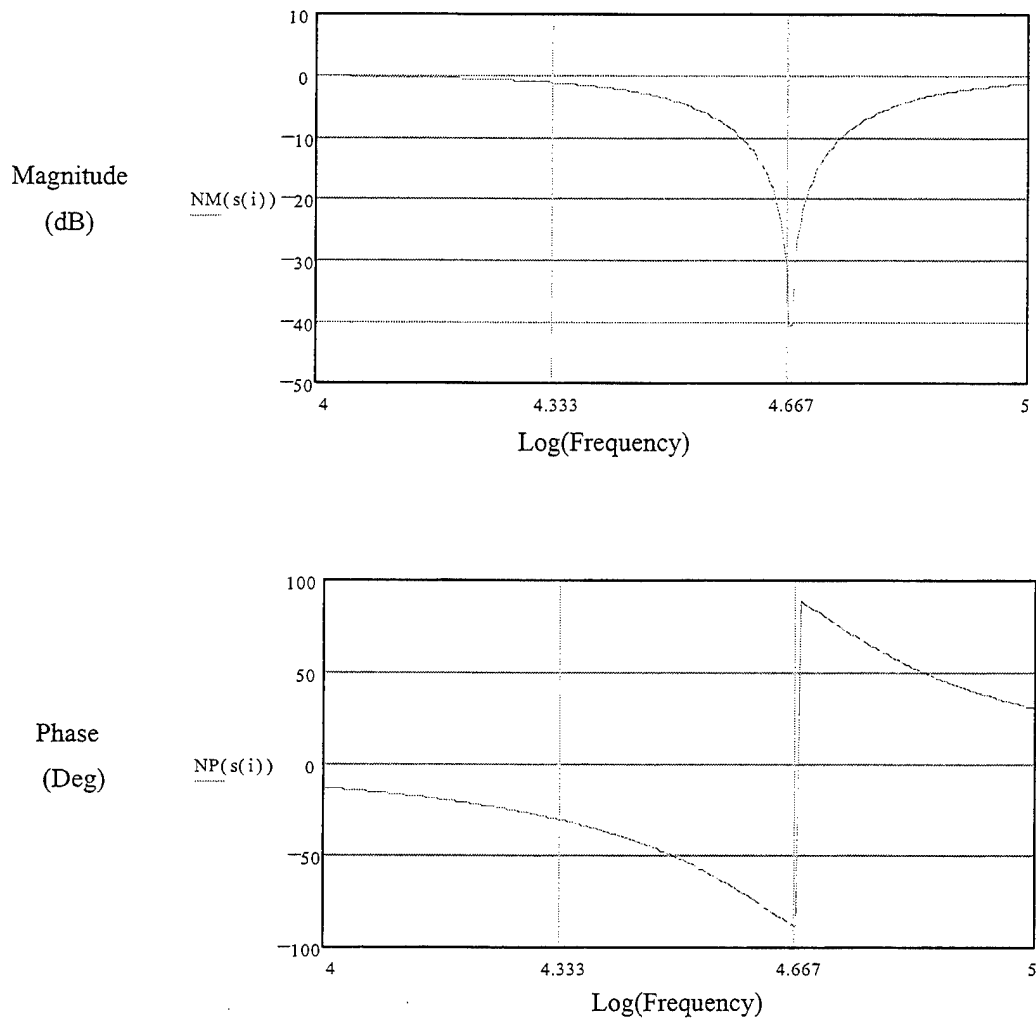 10
0
−10
Magnitude
(dB)
NM(s(i))
−20
−30
−40
−50
4
4.333
4.667
5
Log(Frequency)
100
50
Phase
(Deg)
NP(s(i))
0
−50
−100
4
4.333
4.667
5
Log(Frequency)